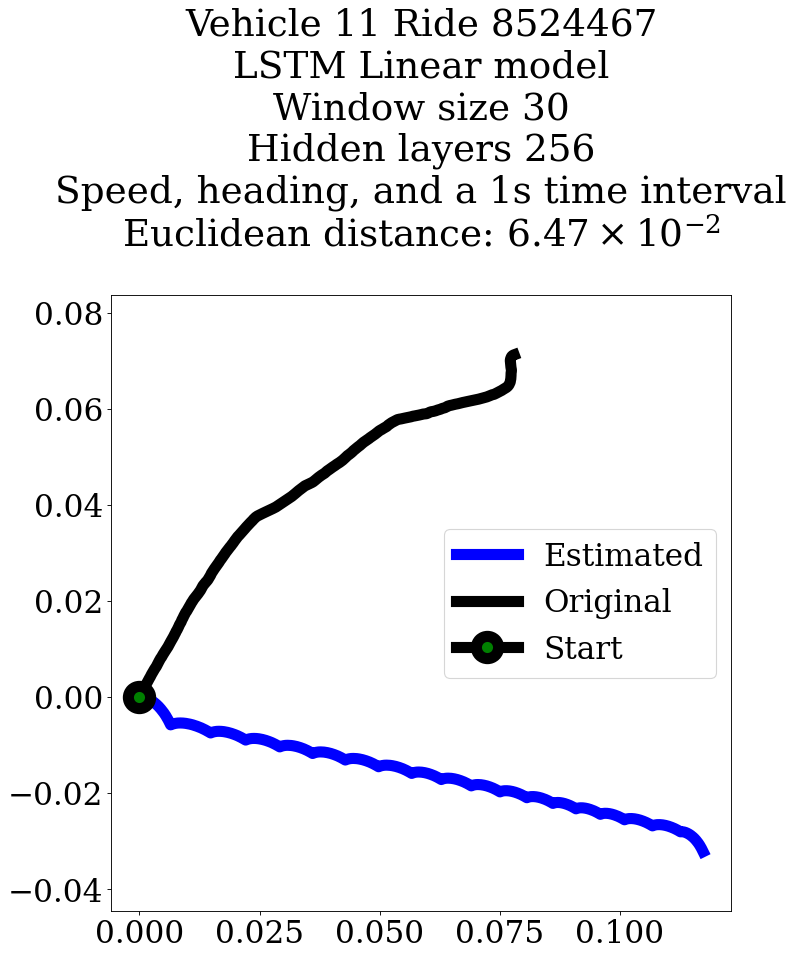 Vehicle 11 Ride 8524467
LSTM Linear model
Window size 30
Hidden layers 256
Speed, heading, and a 1s time interval
Euclidean distance: 6.47 × 10⁻²
0.08
0.06
0.04
0.02
0.00
−0.02
−0.04
Estimated
Original
Start
0.000 0.025 0.050 0.075 0.100